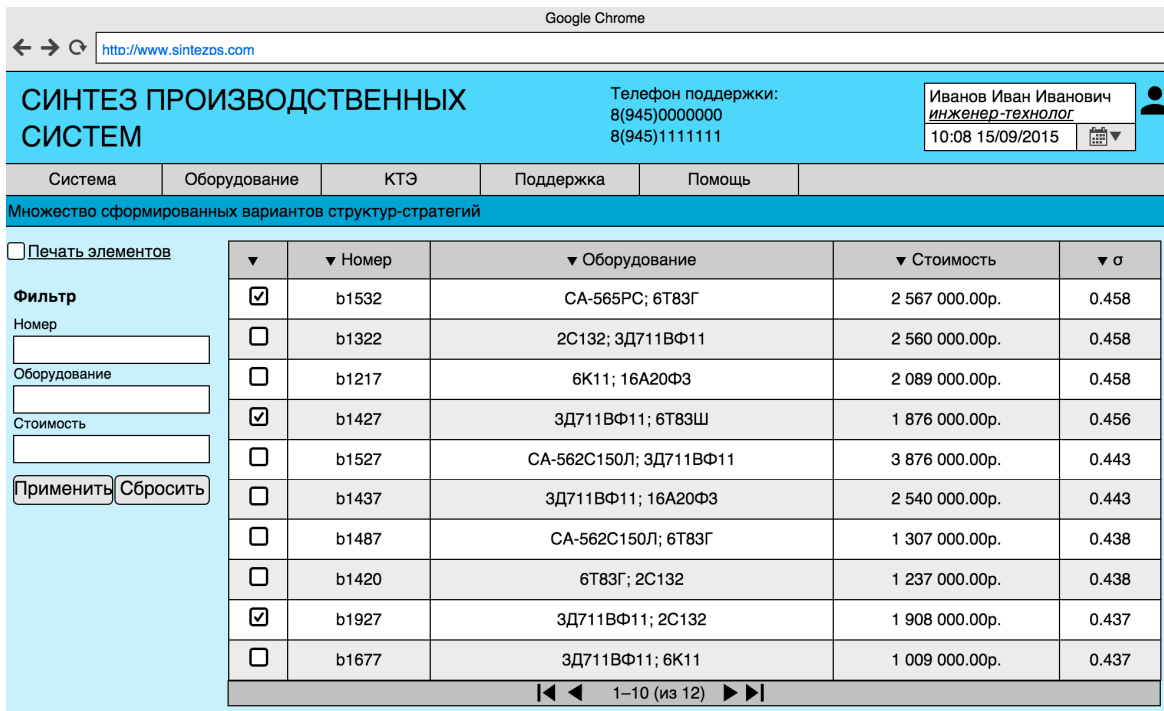 Google Chrome
http://www.sintezps.com
СИНТЕЗ ПРОИЗВОДСТВЕННЫХ
СИСТЕМ
Телефон поддержки:
8(945)0000000
8(945)1111111
Иванов Иван Иванович
инженер-технолог
10:08 15/09/2015
Система Оборудование КТЭ Поддержка Помощь
Множество сформированных вариантов структур-стратегий
Печать элементов
Фильтр
Номер
Оборудование
Стоимость
Применить Сбросить
Номер Оборудование Стоимость σ
b1532 СА-565РС; 6Т83Г 2 567 000.00р. 0.458
b1322 2С132; 3Д711ВФ11 2 560 000.00р. 0.458
b1217 6К11; 16А20Ф3 2 089 000.00р. 0.458
b1427 3Д711ВФ11; 6Т83Ш 1 876 000.00р. 0.456
b1527 СА-562С150Л; 3Д711ВФ11 3 876 000.00р. 0.443
b1437 3Д711ВФ11; 16А20Ф3 2 540 000.00р. 0.443
b1487 СА-562С150Л; 6Т83Г 1 307 000.00р. 0.438
b1420 6Т83Г; 2С132 1 237 000.00р. 0.438
b1927 3Д711ВФ11; 2С132 1 908 000.00р. 0.437
b1677 3Д711ВФ11; 6К11 1 009 000.00р. 0.437
1–10 (из 12)